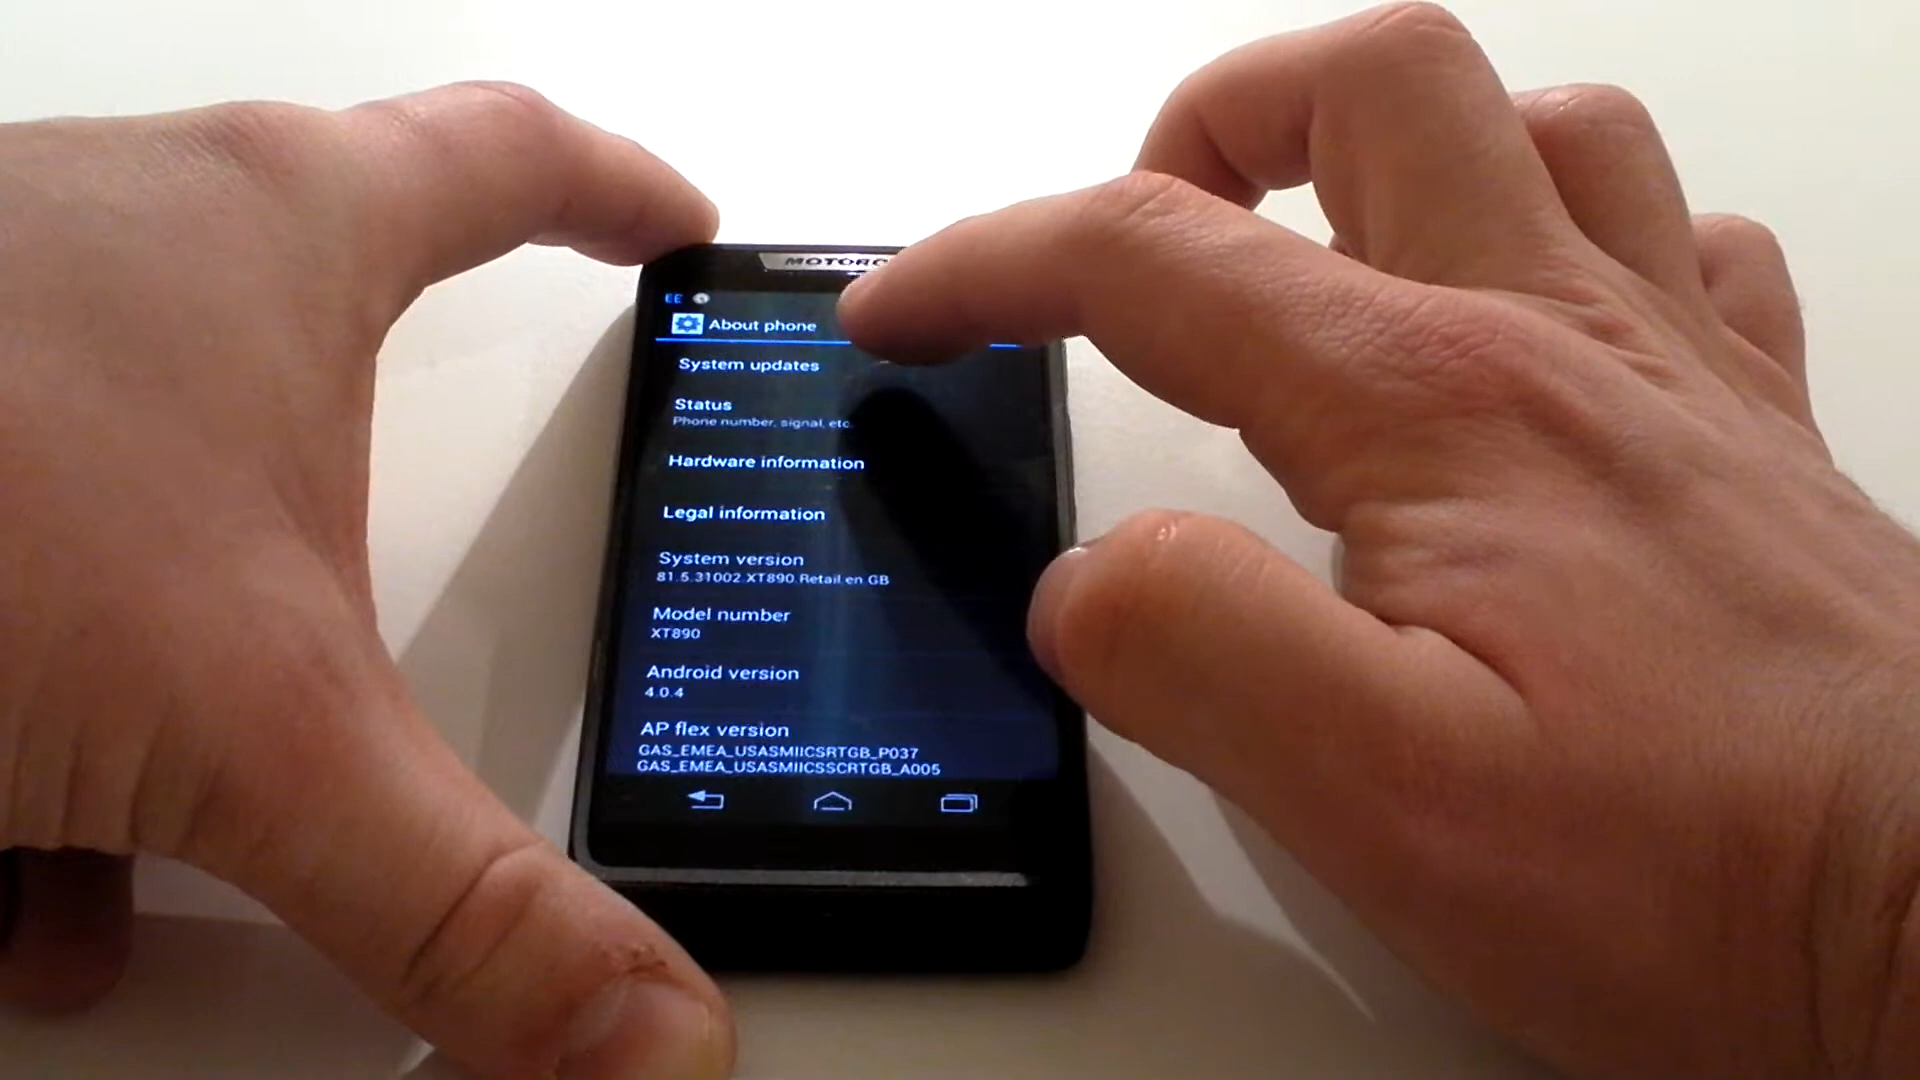 MOTORO
EE
About phone
System updates
Status
Phone number, signal, etc.
Hardware information
Legal information
System version
81.5.31002.XT890.Retail.en.GB
Model number
XT890
Android version
4.0.4
AP flex version
GAS_EMEA_USASMIICSRTGB_P037
GAS_EMEA_USASMIICSSCRTGB_A005